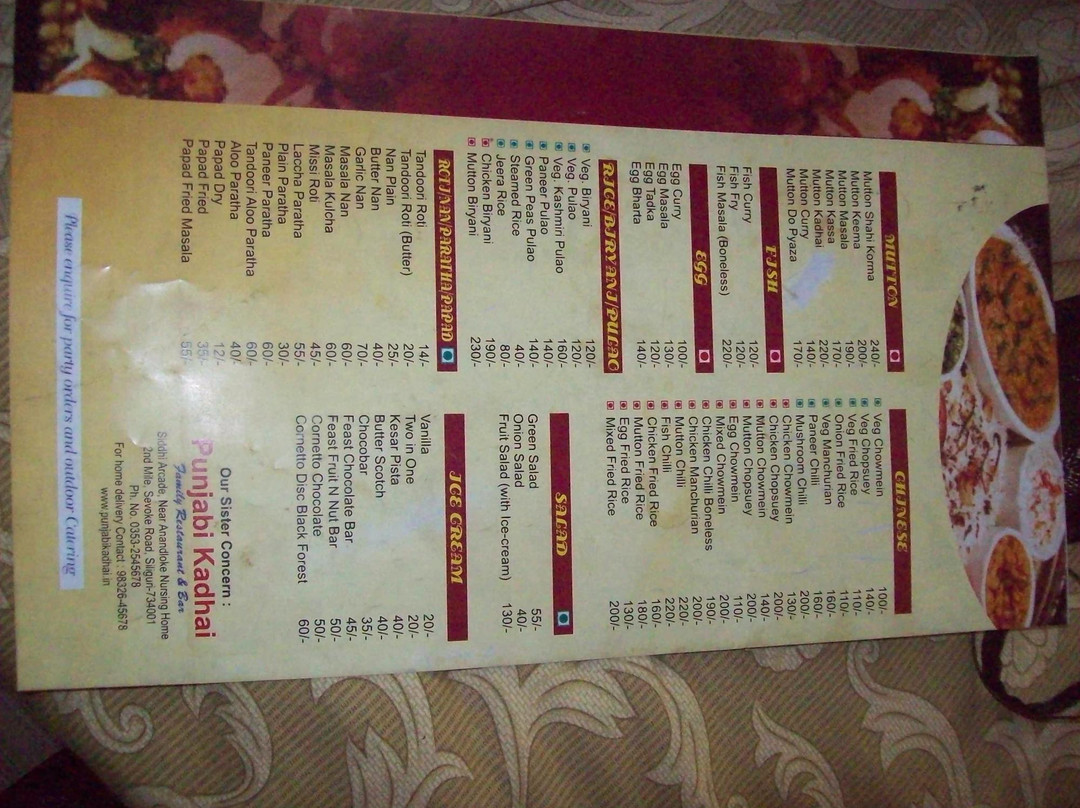 MUTTON
Mutton Shahi Korma 240/-
Mutton Keema 200/-
Mutton Masala 190/-
Mutton Kassa 170/-
Mutton Kadhai 220/-
Mutton Curry 140/-
Mutton Do Pyaza 170/-
FISH
Fish Curry 120/-
Fish Fry 120/-
Fish Masala (Boneless) 220/-
EGG
Egg Curry 100/-
Egg Masala 130/-
Egg Tadka 120/-
Egg Bharta 140/-
RICE/BIRYANI/PULAO
Veg. Biryani 120/-
Veg. Pulao 120/-
Veg. Kashmiri Pulao 160/-
Paneer Pulao 140/-
Green Peas Pulao 140/-
Steamed Rice 40/-
Jeera Rice 80/-
Chicken Biryani 190/-
Mutton Biryani 230/-
ROTI/NAN/PARATHA/PAPAD
Tandoori Roti 14/-
Tandoori Roti (Butter) 20/-
Nan Plain 25/-
Butter Nan 40/-
Garlic Nan 70/-
Masala Nan 60/-
Masala Kulcha 60/-
Missi Roti 45/-
Laccha Paratha 55/-
Plain Paratha 30/-
Paneer Paratha 60/-
Tandoori Aloo Paratha 60/-
Aloo Paratha 40/-
Papad Dry 12/-
Papad Fried 35/-
Papad Fried Masala 55/-
CHINESE
Veg Chowmein 100/-
Veg Chopsuey 140/-
Veg Fried Rice 110/-
Onion Fried Rice 110/-
Veg Manchurian 160/-
Paneer Chilli 160/-
Mushroom Chilli 200/-
Chicken Chowmein 130/-
Chicken Chopsuey 200/-
Mutton Chowmein 140/-
Mutton Chopsuey 200/-
Egg Chowmein 110/-
Mixed Chowmein 200/-
Chicken Chilli Boneless 190/-
Chicken Manchurian 200/-
Mutton Chilli 220/-
Fish Chilli 220/-
Chicken Fried Rice 160/-
Mutton Fried Rice 180/-
Egg Fried Rice 130/-
Mixed Fried Rice 200/-
SALAD
Green Salad 55/-
Onion Salad 40/-
Fruit Salad (with Ice-cream) 130/-
ICE CREAM
Vanilla 20/-
Two in One 20/-
Kesar Pista 40/-
Butter Scotch 40/-
Chocobar 35/-
Feast Chocolate Bar 45/-
Feast Fruit N Nut Bar 50/-
Cornetto Chocolate 50/-
Cornetto Disc Black Forest 60/-
Our Sister Concern :
Punjabi Kadhai
Family Restaurant & Bar
Siddhi Arcade, Near Anandloke Nursing Home
2nd Mile, Sevoke Road, Siliguri-734001
Ph. No. 0353-2545678
For home delivery Contact : 98326-45678
www.punjabikadhai.in
Please enquire for party orders and outdoor Catering